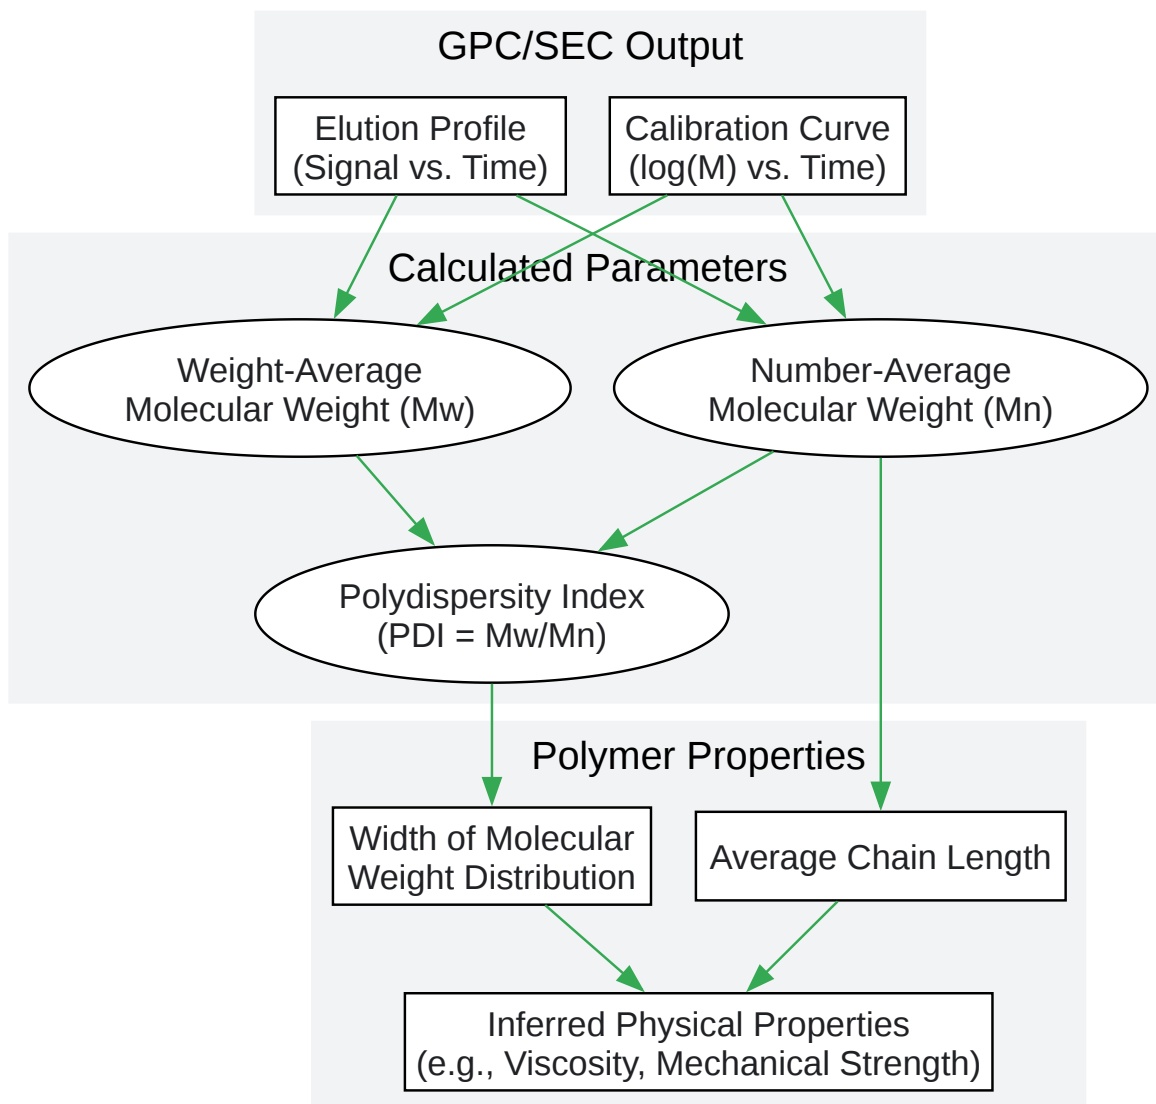 GPC/SEC Output
Elution Profile
(Signal vs. Time)
Calibration Curve
(log(M) vs. Time)
Calculated Parameters
Weight-Average
Molecular Weight (Mw)
Number-Average
Molecular Weight (Mn)
Polydispersity Index
(PDI = Mw/Mn)
Polymer Properties
Width of Molecular
Weight Distribution
Average Chain Length
Inferred Physical Properties
(e.g., Viscosity, Mechanical Strength)